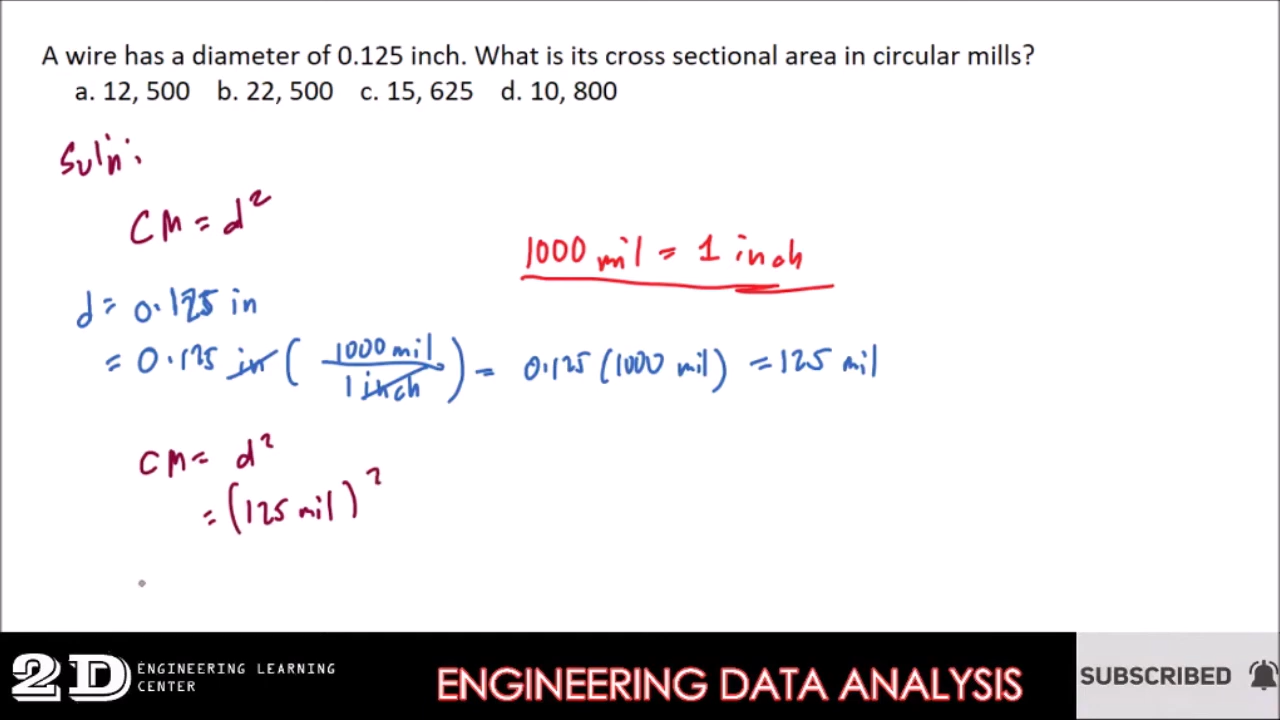 A wire has a diameter of 0.125 inch. What is its cross sectional area in circular mills?
a. 12, 500 b. 22, 500 c. 15, 625 d. 10, 800
Sol'n:
CM = d²
1000 mil = 1 inch
d = 0.125 in
= 0.125 in ( 1000 mil / 1 inch ) = 0.125 (1000 mil) = 125 mil
CM = d²
= (125 mil)²
2D ENGINEERING LEARNING
CENTER
ENGINEERING DATA ANALYSIS
SUBSCRIBED